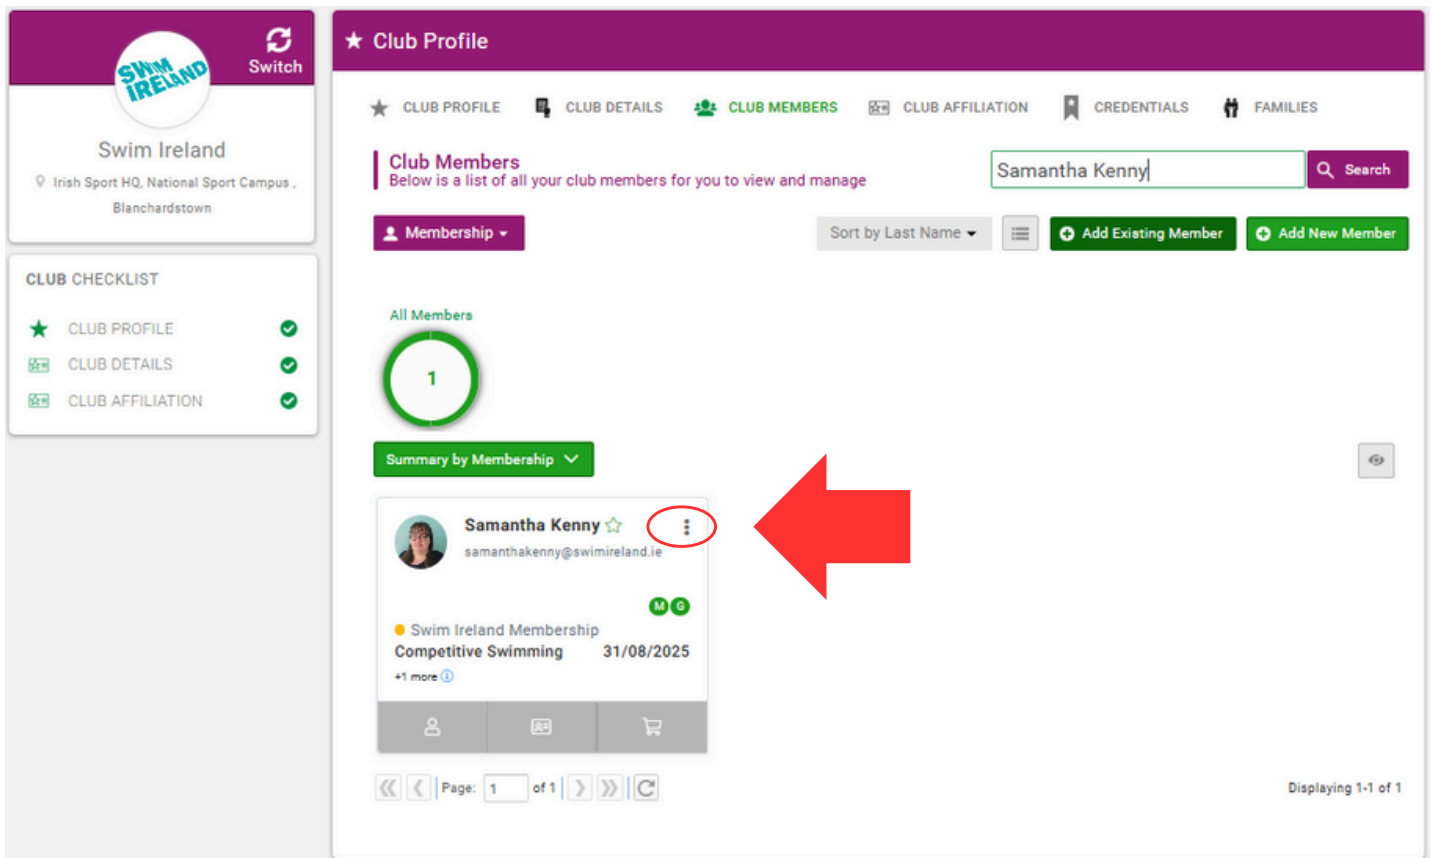 SWIM
IRELAND
Switch
Swim Ireland
Irish Sport HQ, National Sport Campus ,
Blanchardstown
CLUB CHECKLIST
CLUB PROFILE
CLUB DETAILS
CLUB AFFILIATION
Club Profile
CLUB PROFILE CLUB DETAILS CLUB MEMBERS CLUB AFFILIATION CREDENTIALS FAMILIES
Club Members
Below is a list of all your club members for you to view and manage
Samantha Kenny Search
Membership Sort by Last Name Add Existing Member Add New Member
All Members
1
Summary by Membership
Samantha Kenny
samanthakenny@swimireland.ie
M G
Swim Ireland Membership
Competitive Swimming 31/08/2025
+1 more
Page: 1 of 1 Displaying 1-1 of 1